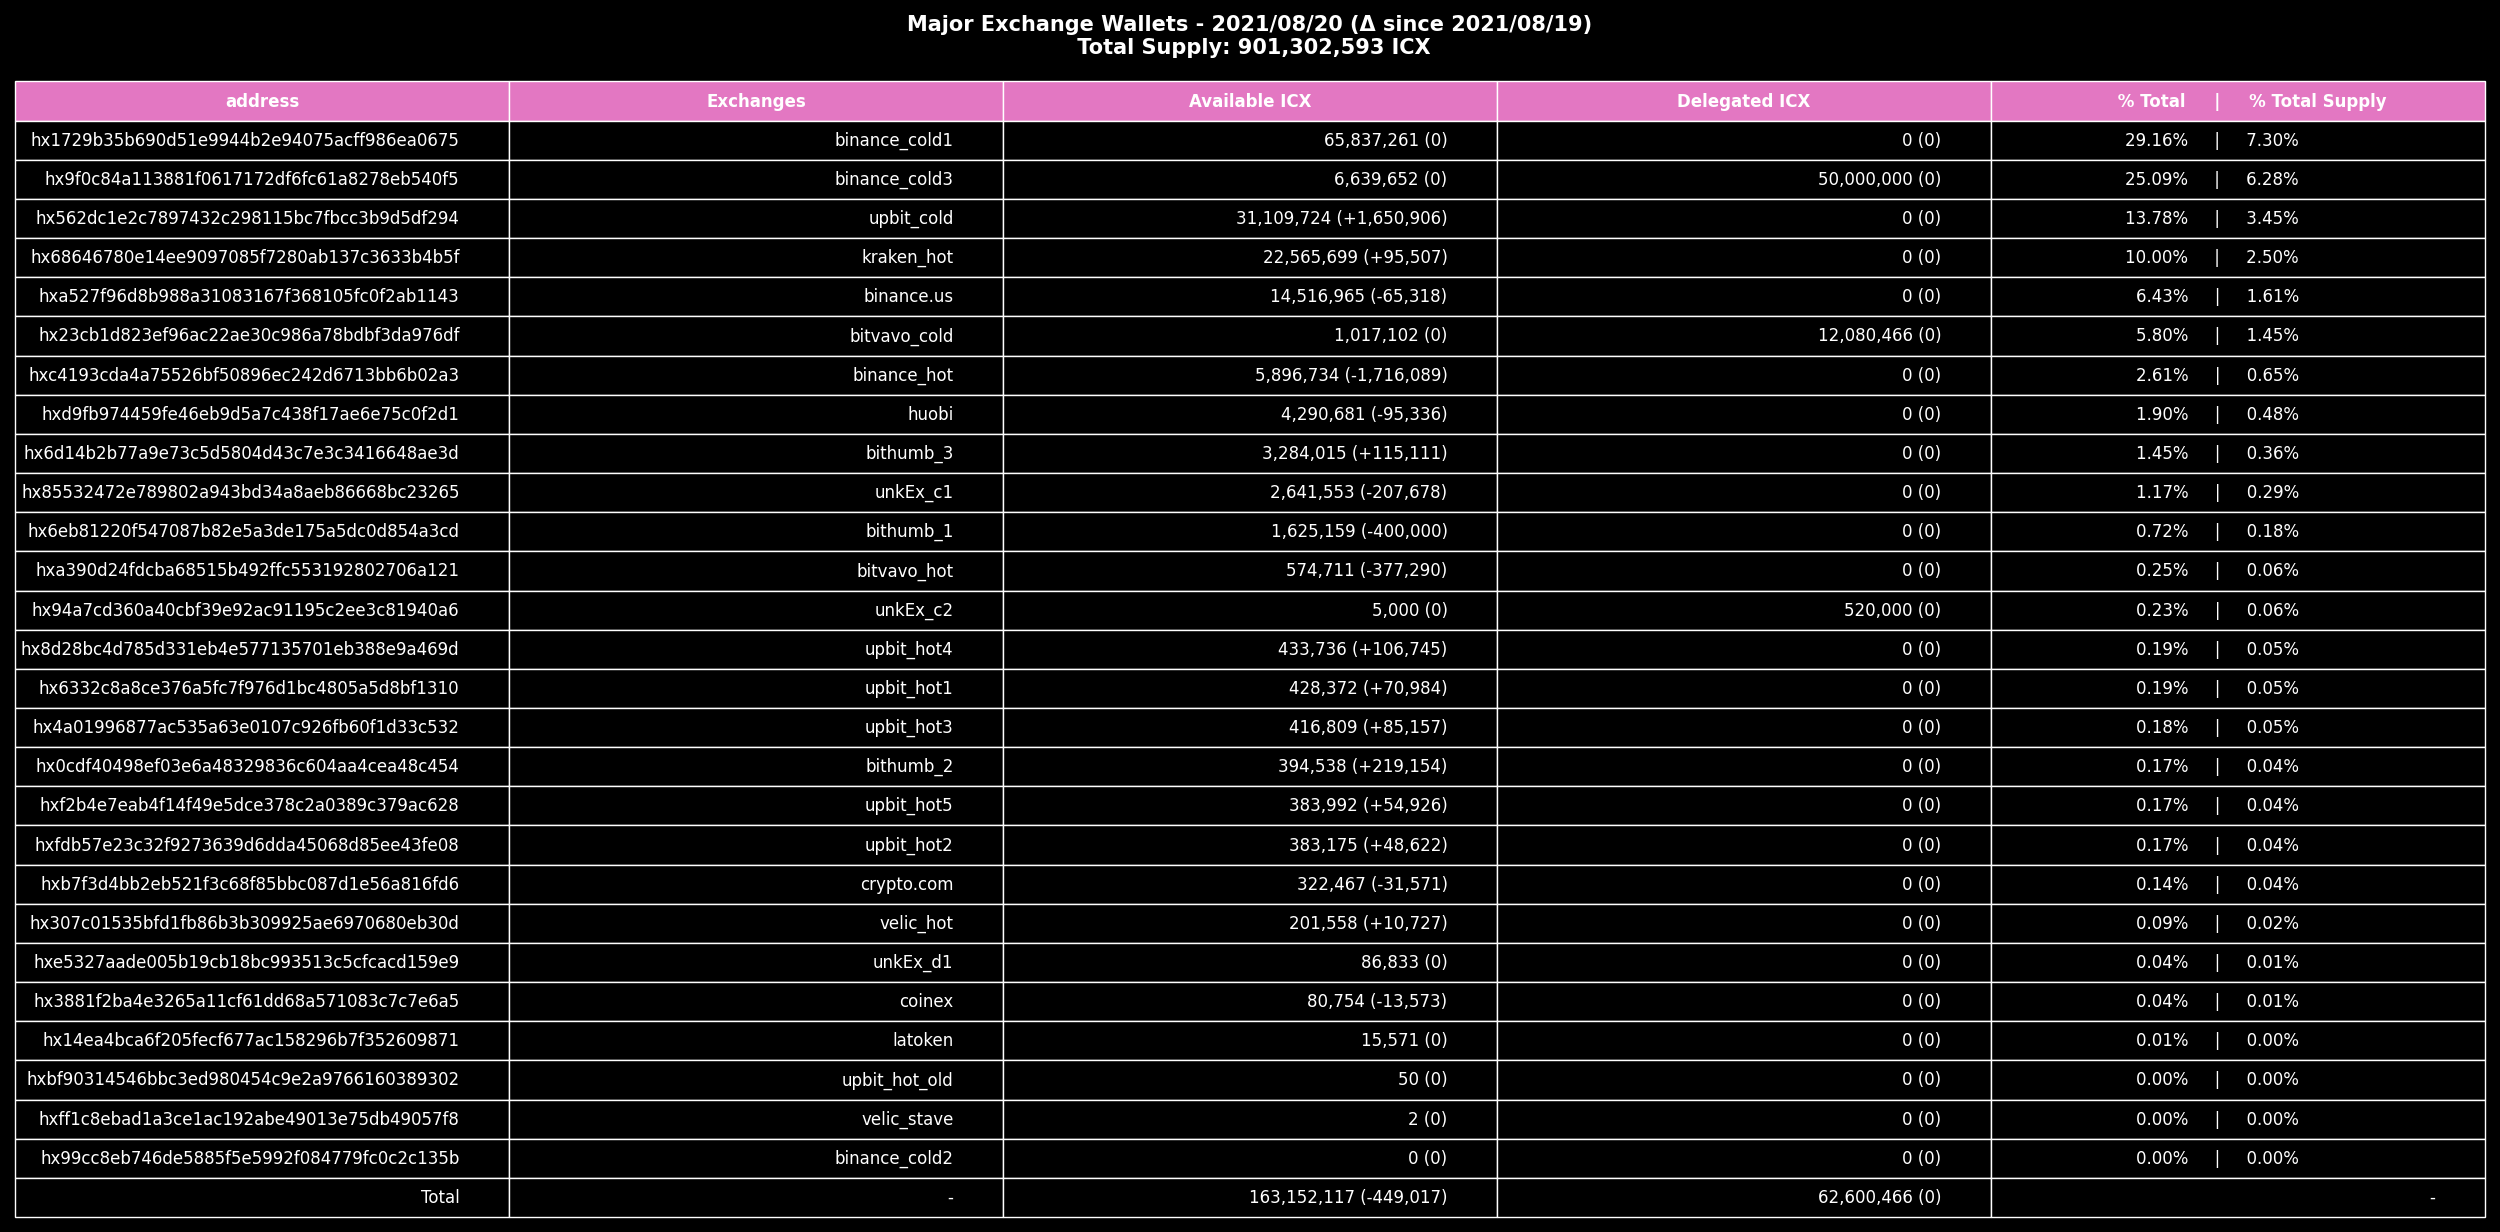 Major Exchange Wallets - 2021/08/20 (Δ since 2021/08/19)
Total Supply: 901,302,593 ICX
address Exchanges Available ICX Delegated ICX % Total | % Total Supply
hx1729b35b690d51e9944b2e94075acff986ea0675 binance_cold1 65,837,261 (0) 0 (0) 29.16% | 7.30%
hx9f0c84a113881f0617172df6fc61a8278eb540f5 binance_cold3 6,639,652 (0) 50,000,000 (0) 25.09% | 6.28%
hx562dc1e2c7897432c298115bc7fbcc3b9d5df294 upbit_cold 31,109,724 (+1,650,906) 0 (0) 13.78% | 3.45%
hx68646780e14ee9097085f7280ab137c3633b4b5f kraken_hot 22,565,699 (+95,507) 0 (0) 10.00% | 2.50%
hxa527f96d8b988a31083167f368105fc0f2ab1143 binance.us 14,516,965 (-65,318) 0 (0) 6.43% | 1.61%
hx23cb1d823ef96ac22ae30c986a78bdbf3da976df bitvavo_cold 1,017,102 (0) 12,080,466 (0) 5.80% | 1.45%
hxc4193cda4a75526bf50896ec242d6713bb6b02a3 binance_hot 5,896,734 (-1,716,089) 0 (0) 2.61% | 0.65%
hxd9fb974459fe46eb9d5a7c438f17ae6e75c0f2d1 huobi 4,290,681 (-95,336) 0 (0) 1.90% | 0.48%
hx6d14b2b77a9e73c5d5804d43c7e3c3416648ae3d bithumb_3 3,284,015 (+115,111) 0 (0) 1.45% | 0.36%
hx85532472e789802a943bd34a8aeb86668bc23265 unkEx_c1 2,641,553 (-207,678) 0 (0) 1.17% | 0.29%
hx6eb81220f547087b82e5a3de175a5dc0d854a3cd bithumb_1 1,625,159 (-400,000) 0 (0) 0.72% | 0.18%
hxa390d24fdcba68515b492ffc553192802706a121 bitvavo_hot 574,711 (-377,290) 0 (0) 0.25% | 0.06%
hx94a7cd360a40cbf39e92ac91195c2ee3c81940a6 unkEx_c2 5,000 (0) 520,000 (0) 0.23% | 0.06%
hx8d28bc4d785d331eb4e577135701eb388e9a469d upbit_hot4 433,736 (+106,745) 0 (0) 0.19% | 0.05%
hx6332c8a8ce376a5fc7f976d1bc4805a5d8bf1310 upbit_hot1 428,372 (+70,984) 0 (0) 0.19% | 0.05%
hx4a01996877ac535a63e0107c926fb60f1d33c532 upbit_hot3 416,809 (+85,157) 0 (0) 0.18% | 0.05%
hx0cdf40498ef03e6a48329836c604aa4cea48c454 bithumb_2 394,538 (+219,154) 0 (0) 0.17% | 0.04%
hxf2b4e7eab4f14f49e5dce378c2a0389c379ac628 upbit_hot5 383,992 (+54,926) 0 (0) 0.17% | 0.04%
hxfdb57e23c32f9273639d6dda45068d85ee43fe08 upbit_hot2 383,175 (+48,622) 0 (0) 0.17% | 0.04%
hxb7f3d4bb2eb521f3c68f85bbc087d1e56a816fd6 crypto.com 322,467 (-31,571) 0 (0) 0.14% | 0.04%
hx307c01535bfd1fb86b3b309925ae6970680eb30d velic_hot 201,558 (+10,727) 0 (0) 0.09% | 0.02%
hxe5327aade005b19cb18bc993513c5cfcacd159e9 unkEx_d1 86,833 (0) 0 (0) 0.04% | 0.01%
hx3881f2ba4e3265a11cf61dd68a571083c7c7e6a5 coinex 80,754 (-13,573) 0 (0) 0.04% | 0.01%
hx14ea4bca6f205fecf677ac158296b7f352609871 latoken 15,571 (0) 0 (0) 0.01% | 0.00%
hxbf90314546bbc3ed980454c9e2a9766160389302 upbit_hot_old 50 (0) 0 (0) 0.00% | 0.00%
hxff1c8ebad1a3ce1ac192abe49013e75db49057f8 velic_stave 2 (0) 0 (0) 0.00% | 0.00%
hx99cc8eb746de5885f5e5992f084779fc0c2c135b binance_cold2 0 (0) 0 (0) 0.00% | 0.00%
Total - 163,152,117 (-449,017) 62,600,466 (0) -